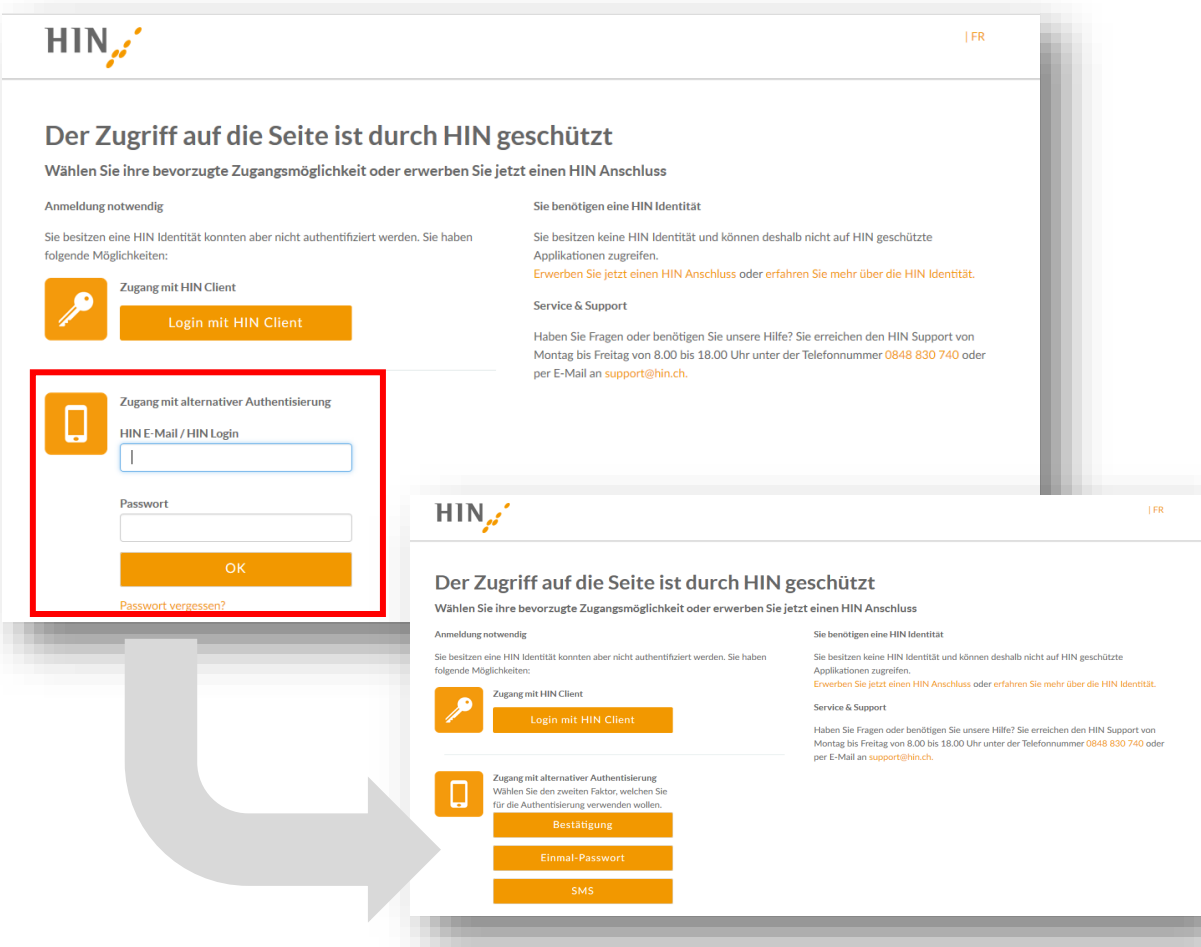 HIN
| FR
Der Zugriff auf die Seite ist durch HIN geschützt
Wählen Sie ihre bevorzugte Zugangsmöglichkeit oder erwerben Sie jetzt einen HIN Anschluss
Anmeldung notwendig
Sie besitzen eine HIN Identität konnten aber nicht authentifiziert werden. Sie haben
folgende Möglichkeiten:
Zugang mit HIN Client
Login mit HIN Client
Zugang mit alternativer Authentisierung
HIN E-Mail / HIN Login
Passwort
OK
Passwort vergessen?
Sie benötigen eine HIN Identität
Sie besitzen keine HIN Identität und können deshalb nicht auf HIN geschützte
Applikationen zugreifen.
Erwerben Sie jetzt einen HIN Anschluss oder erfahren Sie mehr über die HIN Identität.
Service & Support
Haben Sie Fragen oder benötigen Sie unsere Hilfe? Sie erreichen den HIN Support von
Montag bis Freitag von 8.00 bis 18.00 Uhr unter der Telefonnummer 0848 830 740 oder
per E-Mail an support@hin.ch.
HIN
| FR
Der Zugriff auf die Seite ist durch HIN geschützt
Wählen Sie ihre bevorzugte Zugangsmöglichkeit oder erwerben Sie jetzt einen HIN Anschluss
Anmeldung notwendig
Sie besitzen eine HIN Identität konnten aber nicht authentifiziert werden. Sie haben
folgende Möglichkeiten:
Zugang mit HIN Client
Login mit HIN Client
Zugang mit alternativer Authentisierung
Wählen Sie den zweiten Faktor, welchen Sie
für die Authentisierung verwenden wollen.
Bestätigung
Einmal-Passwort
SMS
Sie benötigen eine HIN Identität
Sie besitzen keine HIN Identität und können deshalb nicht auf HIN geschützte
Applikationen zugreifen.
Erwerben Sie jetzt einen HIN Anschluss oder erfahren Sie mehr über die HIN Identität.
Service & Support
Haben Sie Fragen oder benötigen Sie unsere Hilfe? Sie erreichen den HIN Support von
Montag bis Freitag von 8.00 bis 18.00 Uhr unter der Telefonnummer 0848 830 740 oder
per E-Mail an support@hin.ch.